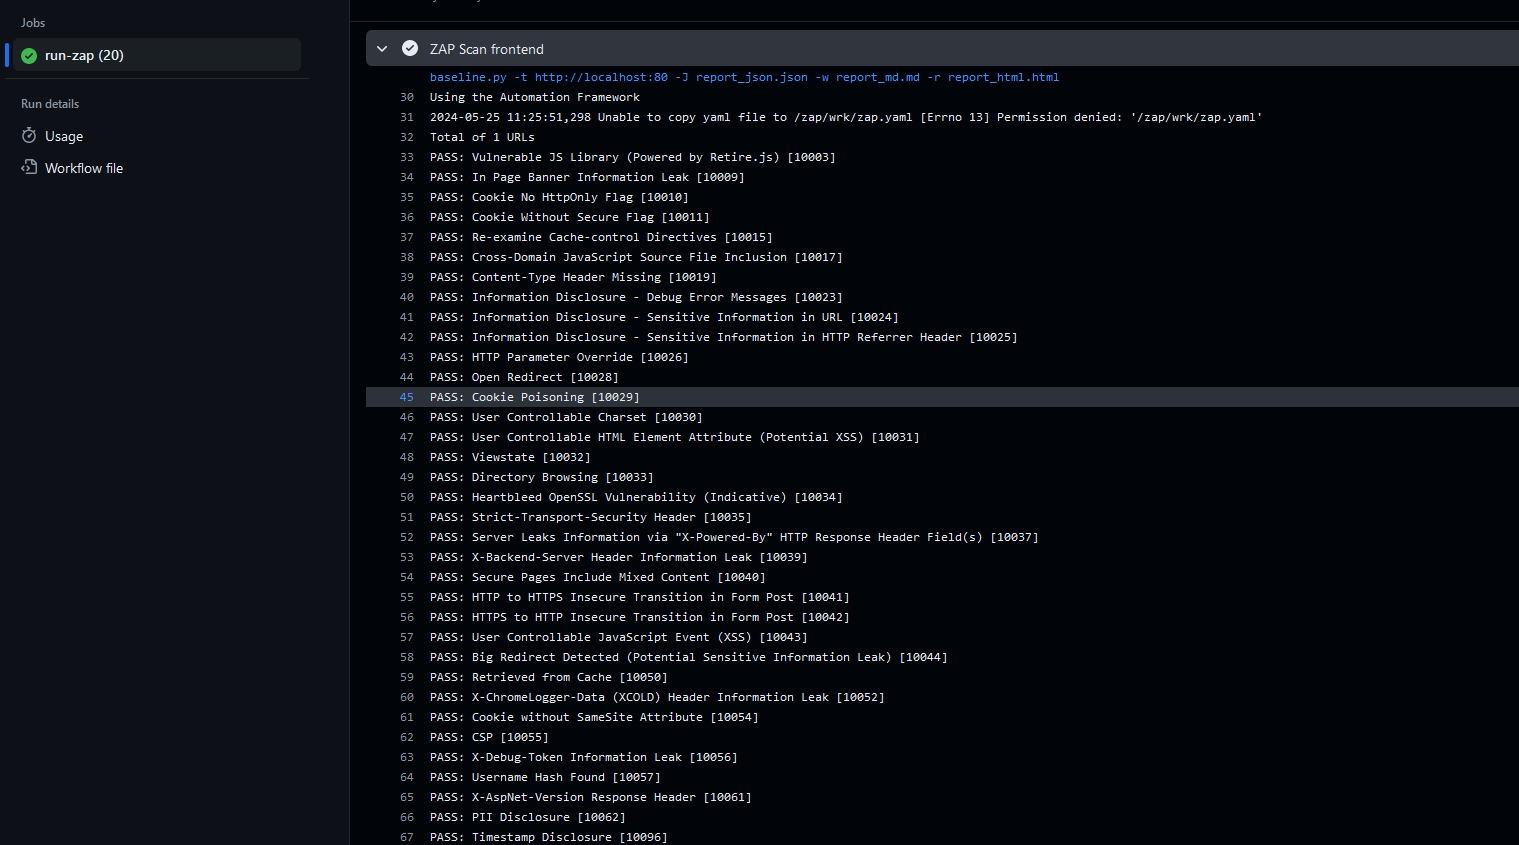 Jobs
run-zap (20)
Run details
Usage
Workflow file
ZAP Scan frontend
baseline.py -t http://localhost:80 -J report_json.json -w report_md.md -r report_html.html
30 Using the Automation Framework
31 2024-05-25 11:25:51,298 Unable to copy yaml file to /zap/wrk/zap.yaml [Errno 13] Permission denied: '/zap/wrk/zap.yaml'
32 Total of 1 URLs
33 PASS: Vulnerable JS Library (Powered by Retire.js) [10003]
34 PASS: In Page Banner Information Leak [10009]
35 PASS: Cookie No HttpOnly Flag [10010]
36 PASS: Cookie Without Secure Flag [10011]
37 PASS: Re-examine Cache-control Directives [10015]
38 PASS: Cross-Domain JavaScript Source File Inclusion [10017]
39 PASS: Content-Type Header Missing [10019]
40 PASS: Information Disclosure - Debug Error Messages [10023]
41 PASS: Information Disclosure - Sensitive Information in URL [10024]
42 PASS: Information Disclosure - Sensitive Information in HTTP Referrer Header [10025]
43 PASS: HTTP Parameter Override [10026]
44 PASS: Open Redirect [10028]
45 PASS: Cookie Poisoning [10029]
46 PASS: User Controllable Charset [10030]
47 PASS: User Controllable HTML Element Attribute (Potential XSS) [10031]
48 PASS: Viewstate [10032]
49 PASS: Directory Browsing [10033]
50 PASS: Heartbleed OpenSSL Vulnerability (Indicative) [10034]
51 PASS: Strict-Transport-Security Header [10035]
52 PASS: Server Leaks Information via "X-Powered-By" HTTP Response Header Field(s) [10037]
53 PASS: X-Backend-Server Header Information Leak [10039]
54 PASS: Secure Pages Include Mixed Content [10040]
55 PASS: HTTP to HTTPS Insecure Transition in Form Post [10041]
56 PASS: HTTPS to HTTP Insecure Transition in Form Post [10042]
57 PASS: User Controllable JavaScript Event (XSS) [10043]
58 PASS: Big Redirect Detected (Potential Sensitive Information Leak) [10044]
59 PASS: Retrieved from Cache [10050]
60 PASS: X-ChromeLogger-Data (XCOLD) Header Information Leak [10052]
61 PASS: Cookie without SameSite Attribute [10054]
62 PASS: CSP [10055]
63 PASS: X-Debug-Token Information Leak [10056]
64 PASS: Username Hash Found [10057]
65 PASS: X-AspNet-Version Response Header [10061]
66 PASS: PII Disclosure [10062]
67 PASS: Timestamp Disclosure [10096]